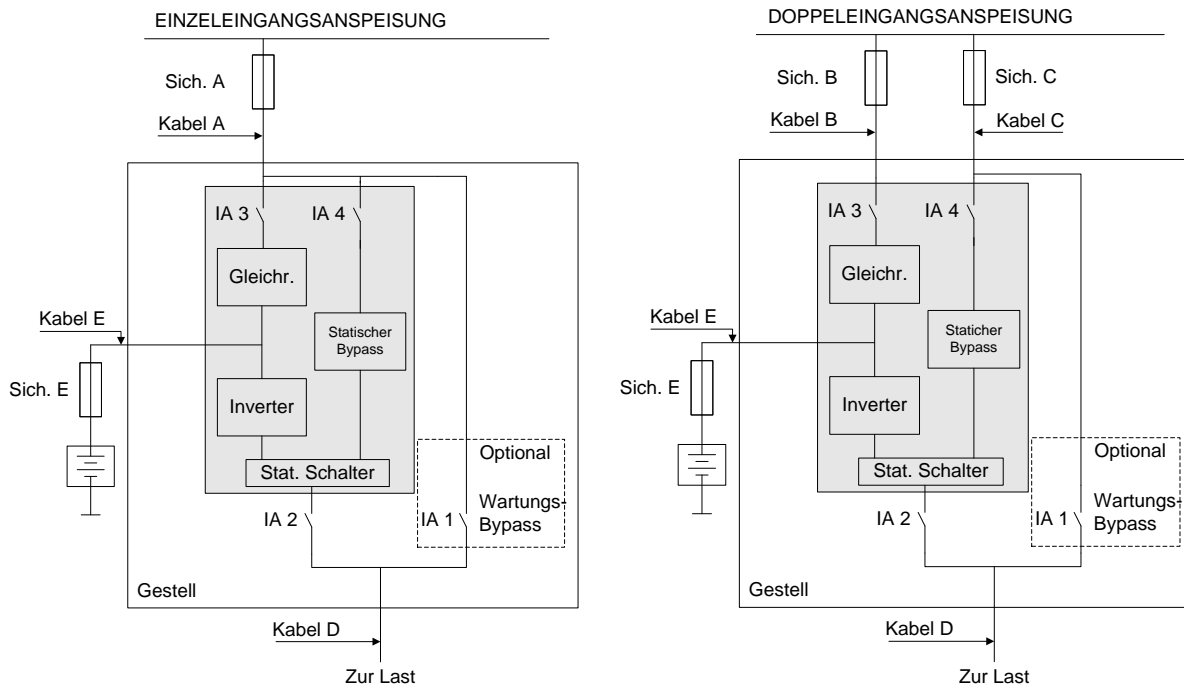 EINZELEINGANGSANSPEISUNG
Sich. A
Kabel A
IA 3
IA 4
Gleichr.
Kabel E
Statischer
Bypass
Sich. E
Inverter
Stat. Schalter
Optional
Wartungs-
Bypass
IA 2
IA 1
Gestell
Kabel D
Zur Last
DOPPELEINGANGSANSPEISUNG
Sich. B
Sich. C
Kabel B
Kabel C
IA 3
IA 4
Gleichr.
Kabel E
Staticher
Bypass
Sich. E
Inverter
Stat. Schalter
Optional
Wartungs-
Bypass
IA 2
IA 1
Gestell
Kabel D
Zur Last